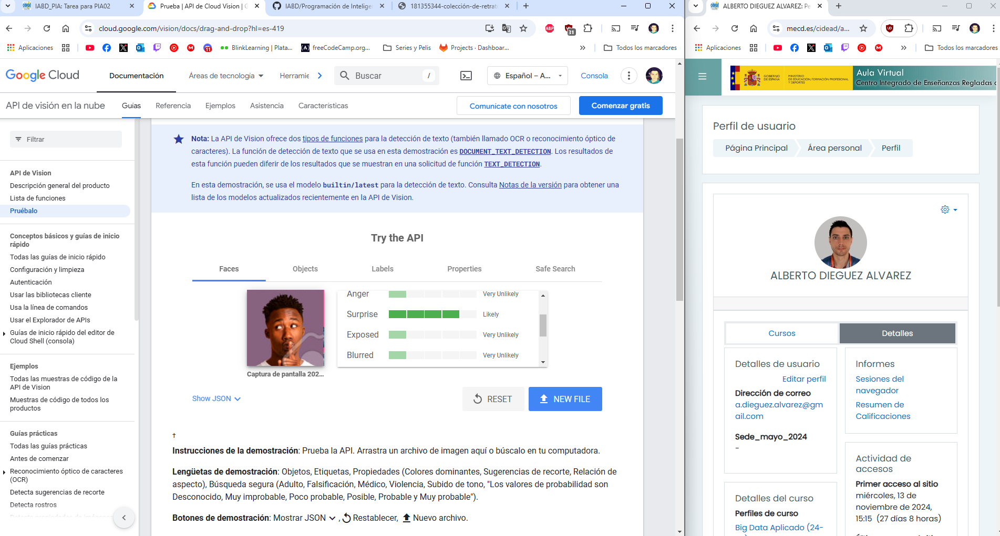 IABD_PIA: Tarea para PIA02
Prueba | API de Cloud Vision | G
IABD/Programación de Intelige
181355344-colección-de-retrat
cloud.google.com/vision/docs/drag-and-drop?hl=es-419
ABP
31
Aplicaciones
11
BlinkLearning | Plata...
freeCodeCamp.org...
Series y Pelis
Projects · Dashboar...
Todos los marcadores
Google Cloud
Documentación
Áreas de tecnología
Herramie
Buscar
/
Español – A...
Consola
API de visión en la nube
Guías
Referencia
Ejemplos
Asistencia
Características
Comunícate con nosotros
Comenzar gratis
Filtrar
API de Vision
Descripción general del producto
Lista de funciones
Pruébalo
Conceptos básicos y guías de inicio
rápido
Todas las guías de inicio rápido
Configuración y limpieza
Autenticación
Usar las bibliotecas cliente
Usa la línea de comandos
Usar el Explorador de APIs
Guías de inicio rápido del editor de
Cloud Shell (consola)
Ejemplos
Todas las muestras de código de la
API de Vision
Muestras de código de todos los
productos
Guías prácticas
Todas las guías prácticas
Antes de comenzar
Reconocimiento óptico de caracteres
(OCR)
Detecta sugerencias de recorte
Detecta rostros
Nota: La API de Vision ofrece dos tipos de funciones para la detección de texto (también llamado OCR o reconocimiento óptico de
caracteres). La función de detección de texto que se usa en esta demostración es DOCUMENT_TEXT_DETECTION. Los resultados de
esta función pueden diferir de los resultados que se muestran en una solicitud de función TEXT_DETECTION.
En esta demostración, se usa el modelo builtin/latest para la detección de texto. Consulta Notas de la versión para obtener una
lista de los modelos actualizados recientemente en la API de Vision.
Try the API
Faces
Objects
Labels
Properties
Safe Search
Anger
Very Unlikely
Surprise
Likely
Exposed
Very Unlikely
Blurred
Very Unlikely
Captura de pantalla 202...
Show JSON
RESET
NEW FILE
†
Instrucciones de la demostración: Prueba la API. Arrastra un archivo de imagen aquí o búscalo en tu computadora.
Lengüetas de demostración: Objetos, Etiquetas, Propiedades (Colores dominantes, Sugerencias de recorte, Relación de
aspecto), Búsqueda segura (Adulto, Falsificación, Médico, Violencia, Subido de tono, "Los valores de probabilidad son
Desconocido, Muy improbable, Poco probable, Posible, Probable y Muy probable").
Botones de demostración: Mostrar JSON , Restablecer, Nuevo archivo.
ALBERTO DIEGUEZ ALVAREZ: Pe
mecd.es/cidead/a...
Aplicaciones
Todos los marcadores
GOBIERNO
DE ESPAÑA
MINISTERIO
DE EDUCACIÓN, FORMACIÓN PROFESIONAL
Y DEPORTES
Aula Virtual
Centro Integrado de Enseñanzas Regladas a
Perfil de usuario
Página Principal
Área personal
Perfil
ALBERTO DIEGUEZ ALVAREZ
Cursos
Detalles
Detalles de usuario
Editar perfil
Dirección de correo
a.dieguez.alvarez@gm
ail.com
Sede_mayo_2024
-
Detalles del curso
Perfiles de curso
Big Data Aplicado (24-
Informes
Sesiones del
navegador
Resumen de
Calificaciones
Actividad de
accesos
Primer acceso al sitio
miércoles, 13 de
noviembre de 2024,
15:15 (27 días 8 horas)